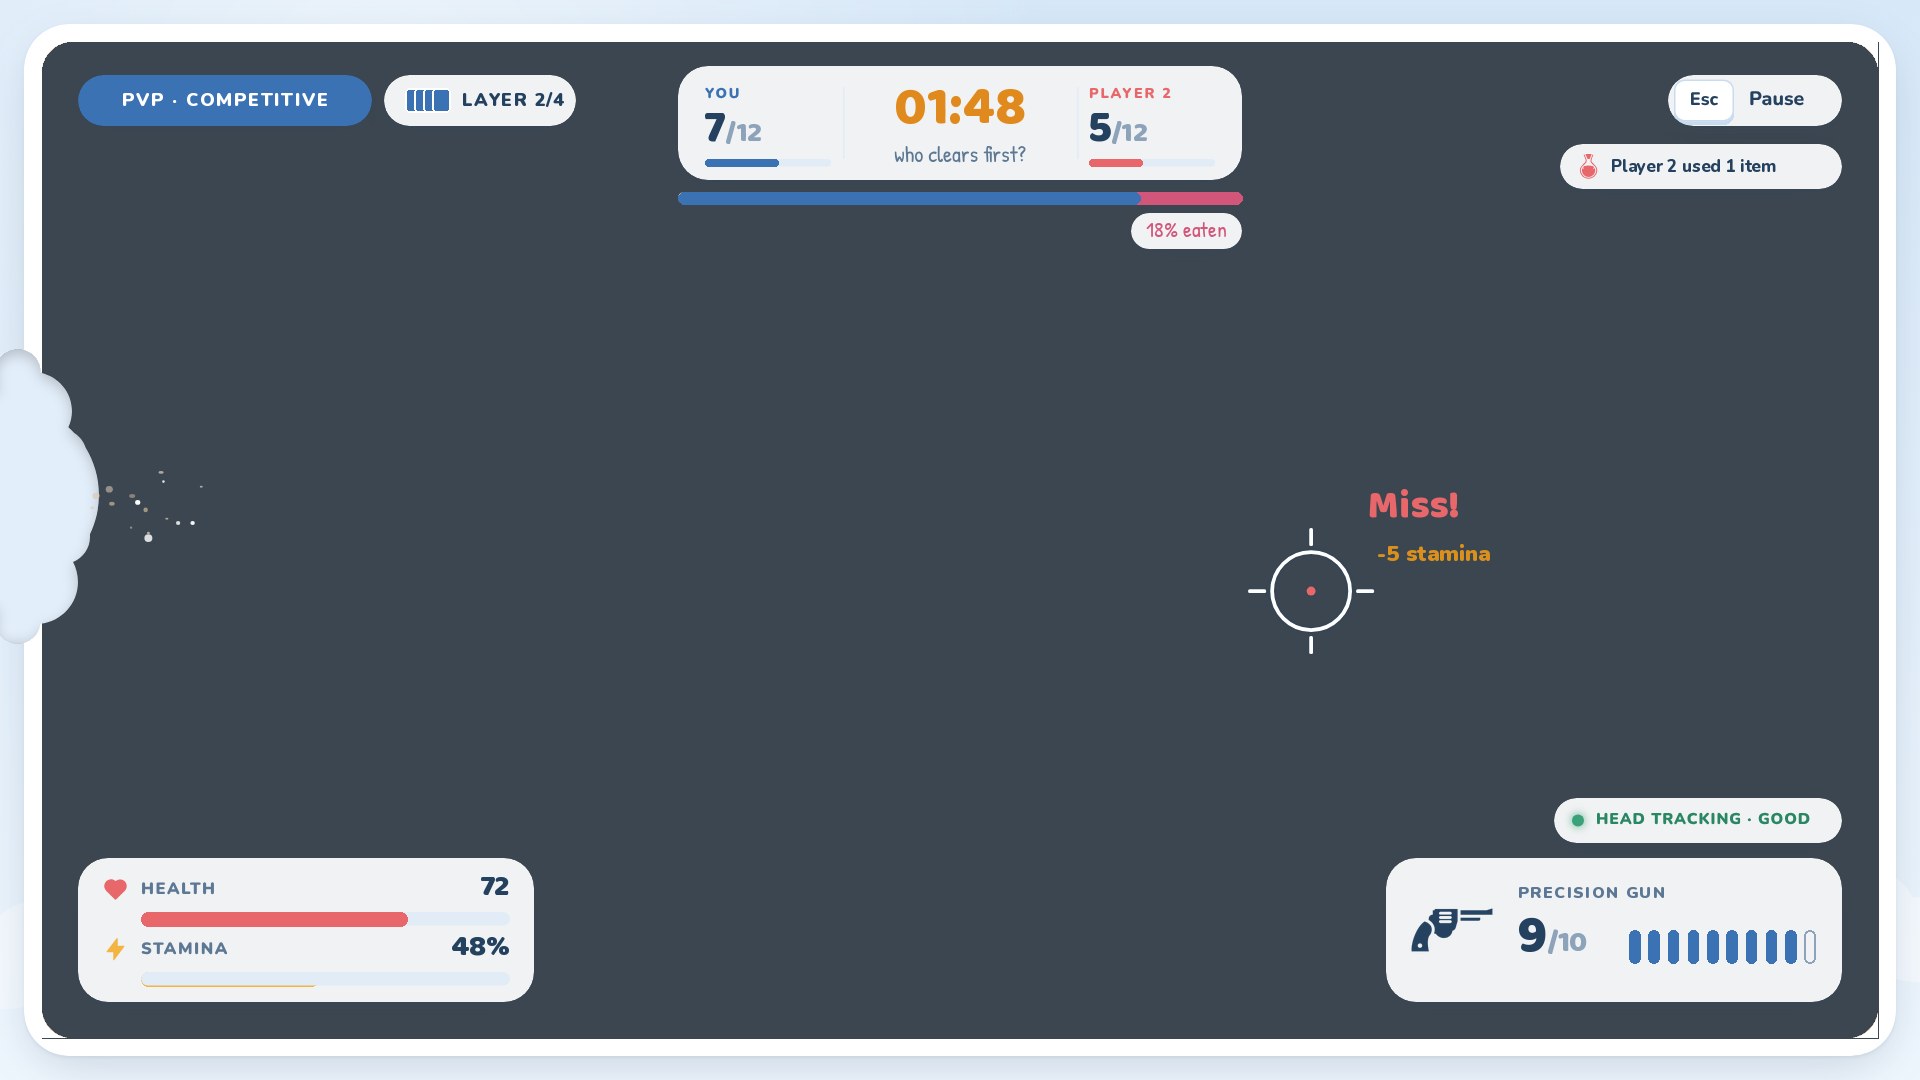 PVP · COMPETITIVE
LAYER 2/4
YOU
7/12
01:48
who clears first?
PLAYER 2
5/12
18% eaten
Esc Pause
Player 2 used 1 item
Miss!
-5 stamina
HEAD TRACKING · GOOD
HEALTH 72
STAMINA 48%
PRECISION GUN
9/10